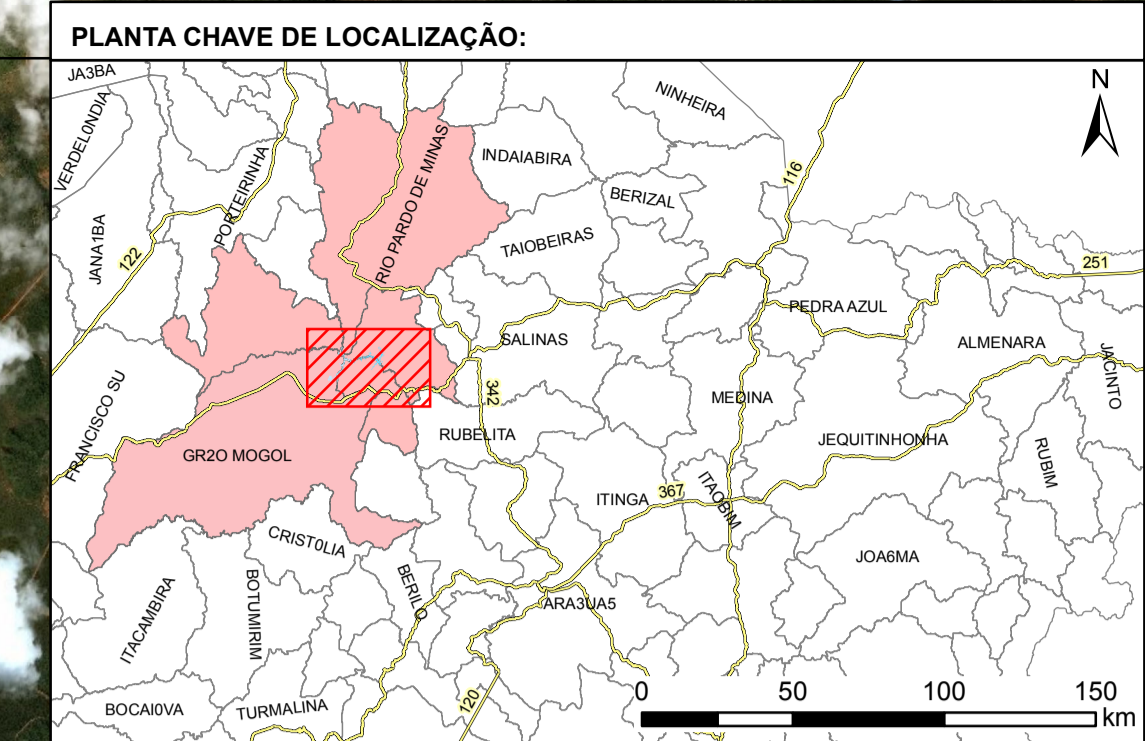 PLANTA CHAVE DE LOCALIZAÇÃO:
JA3BA
N
NINHEIRA
VERDEL0NDIA
PORTEIRINHA
RIO PARDO DE MINAS
INDAIABIRA
116
BERIZAL
JANA1BA
122
TAIOBEIRAS
251
PEDRA AZUL
SALINAS
ALMENARA
JACINTO
FRANCISCO SU
342
MEDINA
RUBELITA
JEQUITINHONHA
GR2O MOGOL
RUBIM
ITINGA
367
ITAOBIM
CRIST0LIA
JOA6MA
ITACAMBIRA
BOTUMIRIM
BERILO
ARA3UA5
120
BOCAI0VA
TURMALINA
0 50 100 150
km